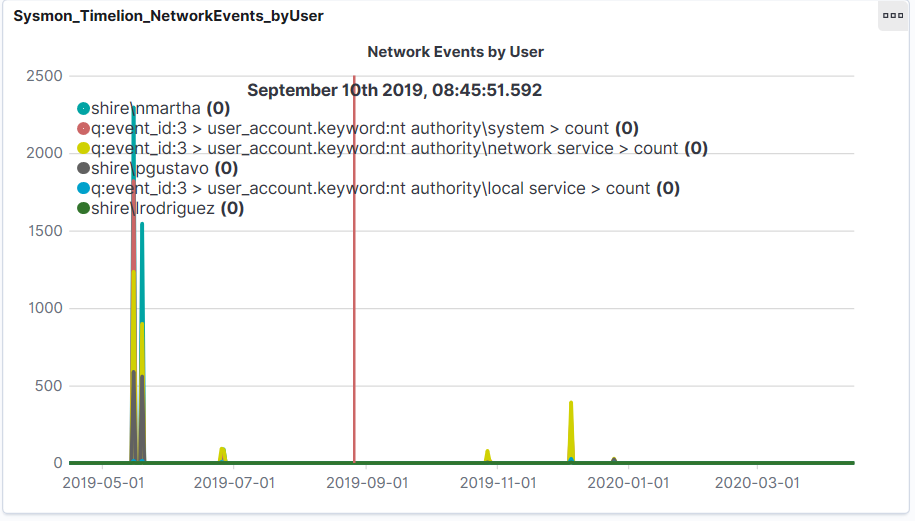 Sysmon_Timelion_NetworkEvents_byUser
Network Events by User
September 10th 2019, 08:45:51.592
shire\nmartha (0)
q:event_id:3 > user_account.keyword:nt authority\system > count (0)
q:event_id:3 > user_account.keyword:nt authority\network service > count (0)
shire\pgustavo (0)
q:event_id:3 > user_account.keyword:nt authority\local service > count (0)
shire\lrodriguez (0)
2500
2000
1500
1000
500
0
2019-05-01
2019-07-01
2019-09-01
2019-11-01
2020-01-01
2020-03-01